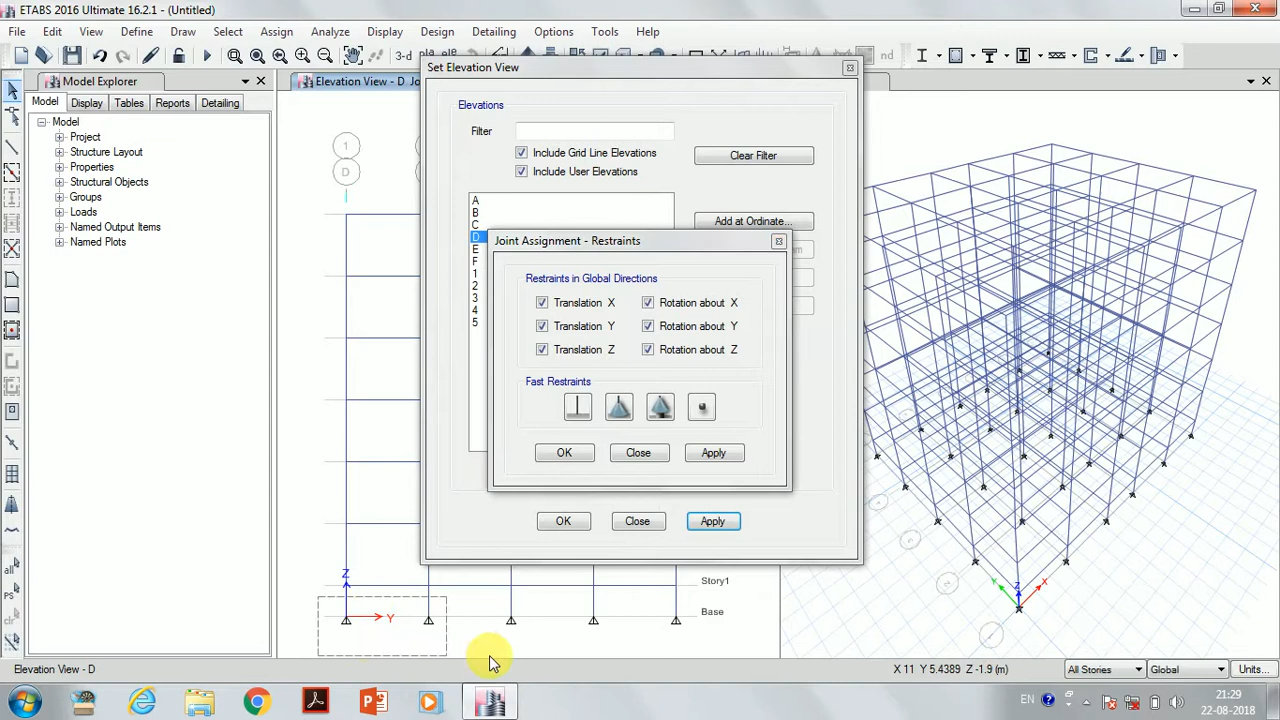 ETABS 2016 Ultimate 16.2.1 - (Untitled)
File Edit View Define Draw Select Assign Analyze Display Design Detailing Options Tools Help
3-d
Model Explorer
Elevation View - D Jo
Model Display Tables Reports Detailing
Model
Project
Structure Layout
Properties
Structural Objects
Groups
Loads
Named Output Items
Named Plots
all
PS
clr
1
D
Z
Y
Story1
Base
Set Elevation View
Elevations
Filter
Include Grid Line Elevations
Include User Elevations
Clear Filter
Add at Ordinate...
A
B
C
D
E
F
1
2
3
4
5
Joint Assignment - Restraints
Restraints in Global Directions
Translation X Rotation about X
Translation Y Rotation about Y
Translation Z Rotation about Z
Fast Restraints
OK Close Apply
OK Close Apply
Y Z X
Elevation View - D
X 11 Y 5.4389 Z -1.9 (m)
All Stories Global Units...
EN
21:29
22-08-2018